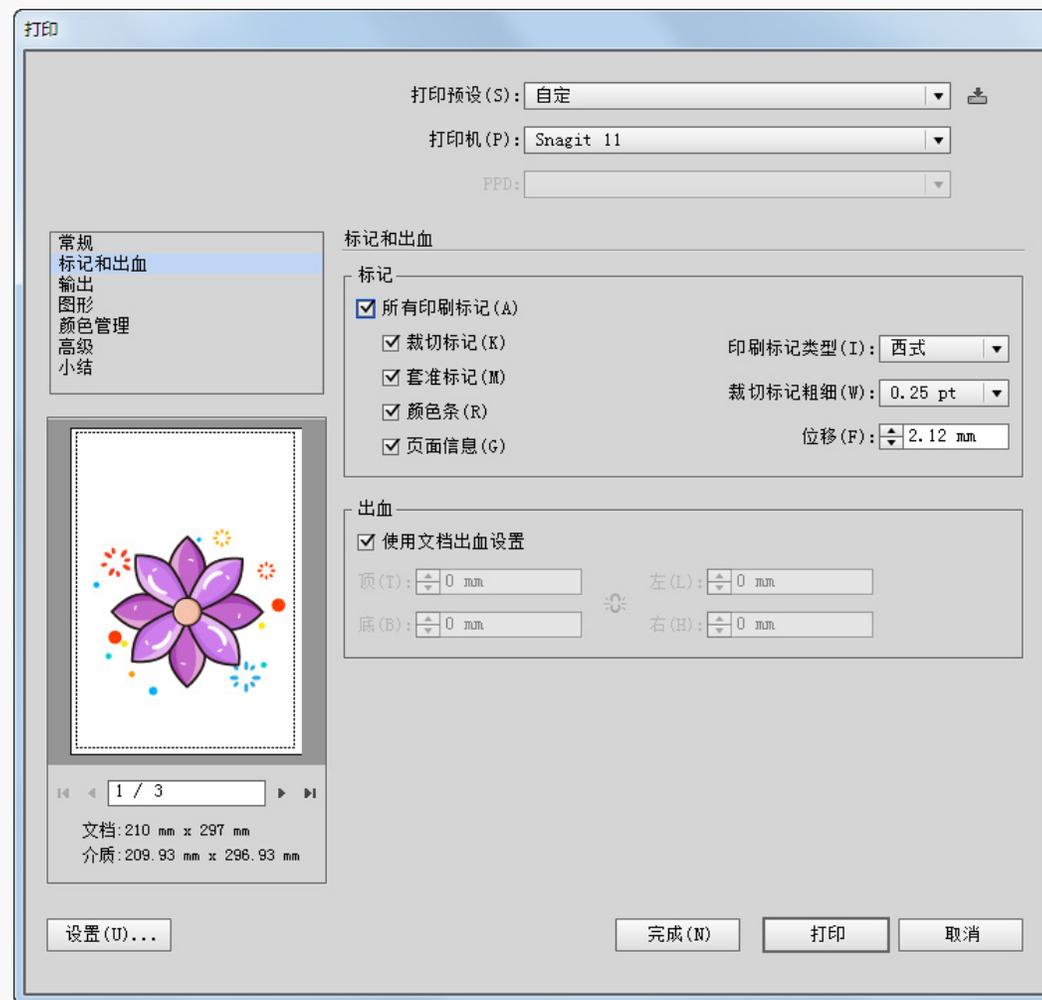 打印
打印预设(S): 自定
打印机(P): Snagit 11
PPD:
常规
标记和出血
输出
图形
颜色管理
高级
小结
标记和出血
标记
所有印刷标记(A)
裁切标记(K)
套准标记(M)
颜色条(R)
页面信息(G)
印刷标记类型(I): 西式
裁切标记粗细(W): 0.25 pt
位移(F): 2.12 mm
出血
使用文档出血设置
顶(T): 0 mm 左(L): 0 mm
底(B): 0 mm 右(H): 0 mm
1 / 3
文档:210 mm x 297 mm
介质:209.93 mm x 296.93 mm
设置(U)... 完成(N) 打印 取消